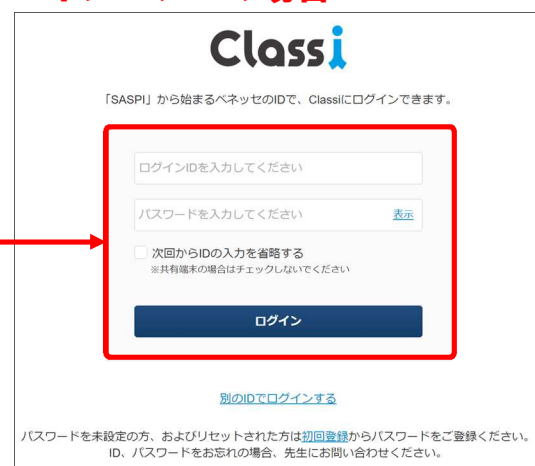 Classi
「SASPI」から始まるベネッセのIDで、Classiにログインできます。
ログインIDを入力してください
パスワードを入力してください 表示
次回からIDの入力を省略する
※共有端末の場合はチェックしないでください
ログイン
別のIDでログインする
パスワードを未設定の方、およびリセットされた方は初回登録からパスワードをご登録ください。
ID、パスワードをお忘れの場合、先生にお問い合わせください。